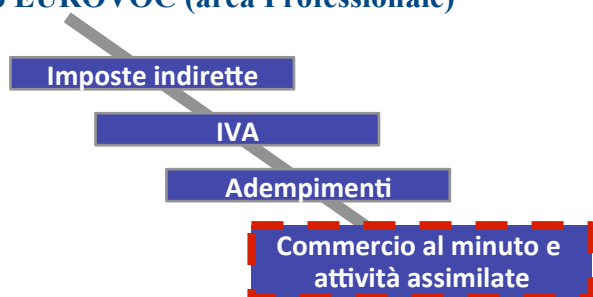 EUROVOC (area Professionale)
Imposte indirette
IVA
Adempimenti
Commercio al minuto e
attività assimilate